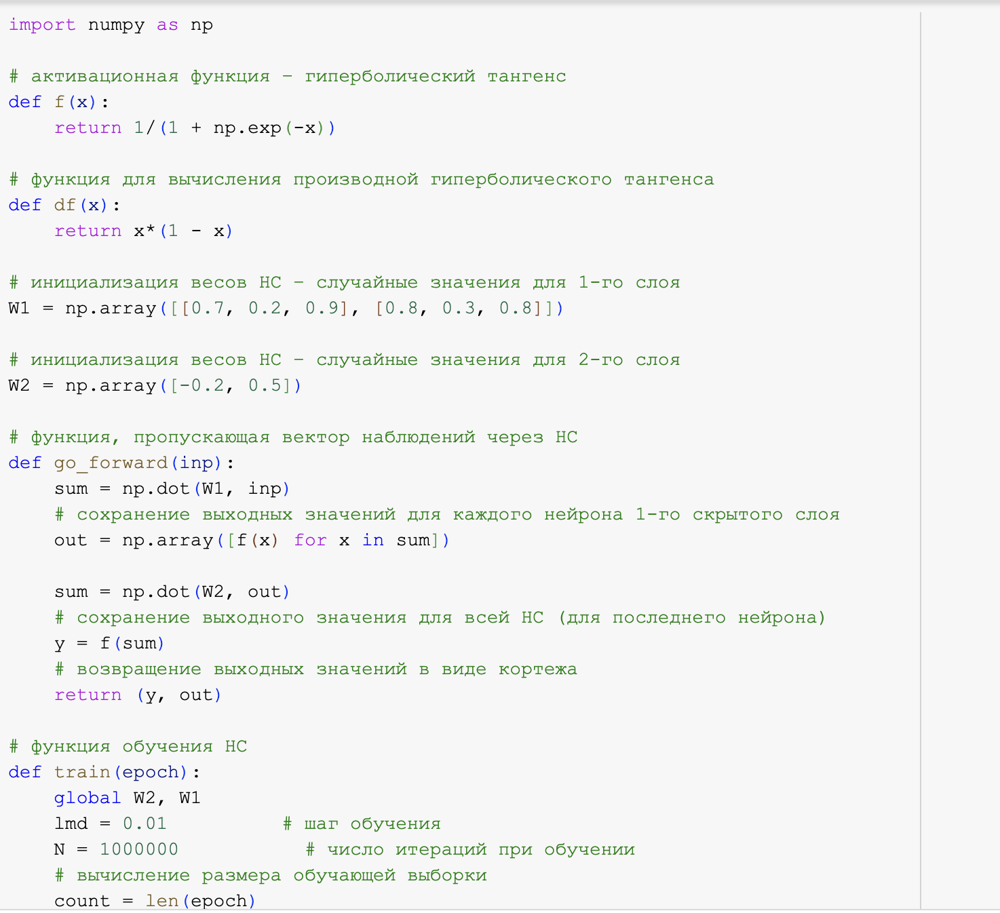 import numpy as np
# активационная функция – гиперболический тангенс
def f(x):
    return 1/(1 + np.exp(-x))
# функция для вычисления производной гиперболического тангенса
def df(x):
    return x*(1 - x)
# инициализация весов НС – случайные значения для 1-го слоя
W1 = np.array([[0.7, 0.2, 0.9], [0.8, 0.3, 0.8]])
# инициализация весов НС – случайные значения для 2-го слоя
W2 = np.array([-0.2, 0.5])
# функция, пропускающая вектор наблюдений через НС
def go_forward(inp):
    sum = np.dot(W1, inp)
    # сохранение выходных значений для каждого нейрона 1-го скрытого слоя
    out = np.array([f(x) for x in sum])
    sum = np.dot(W2, out)
    # сохранение выходного значения для всей НС (для последнего нейрона)
    y = f(sum)
    # возвращение выходных значений в виде кортежа
    return (y, out)
# функция обучения НС
def train(epoch):
    global W2, W1
    lmd = 0.01          # шаг обучения
    N = 1000000           # число итераций при обучении
    # вычисление размера обучающей выборки
    count = len(epoch)